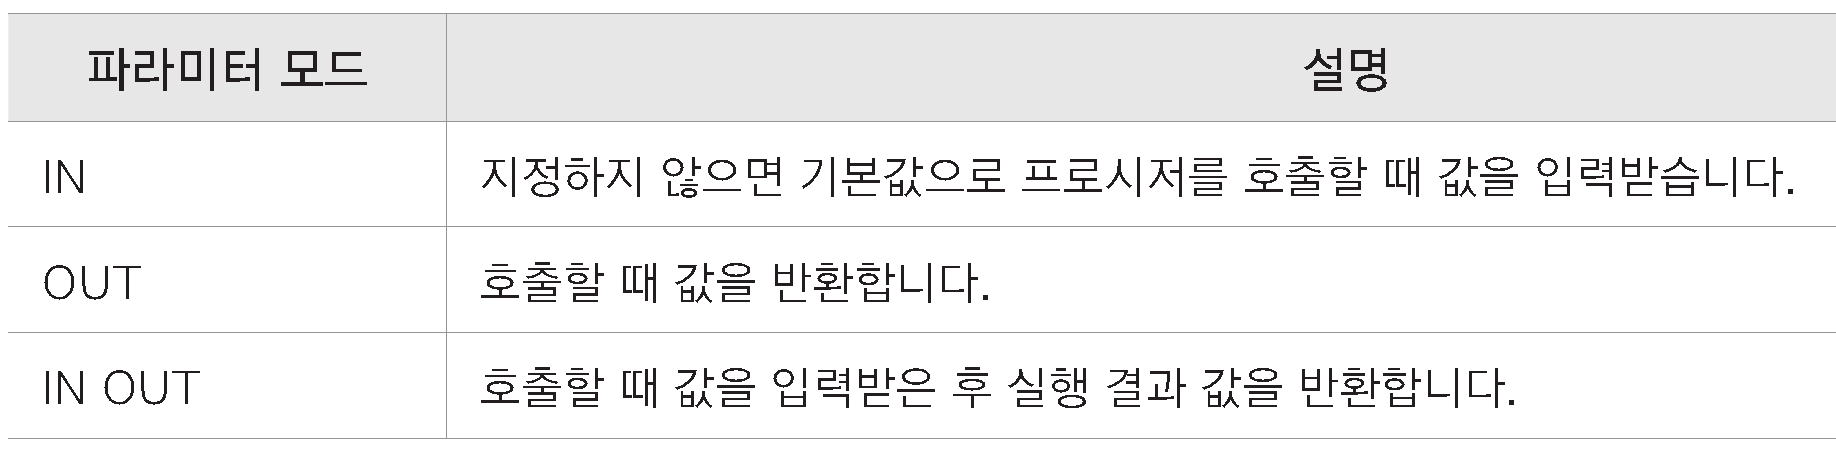 파라미터 모드 설명
IN 지정하지 않으면 기본값으로 프로시저를 호출할 때 값을 입력받습니다.
OUT 호출할 때 값을 반환합니다.
IN OUT 호출할 때 값을 입력받은 후 실행 결과 값을 반환합니다.